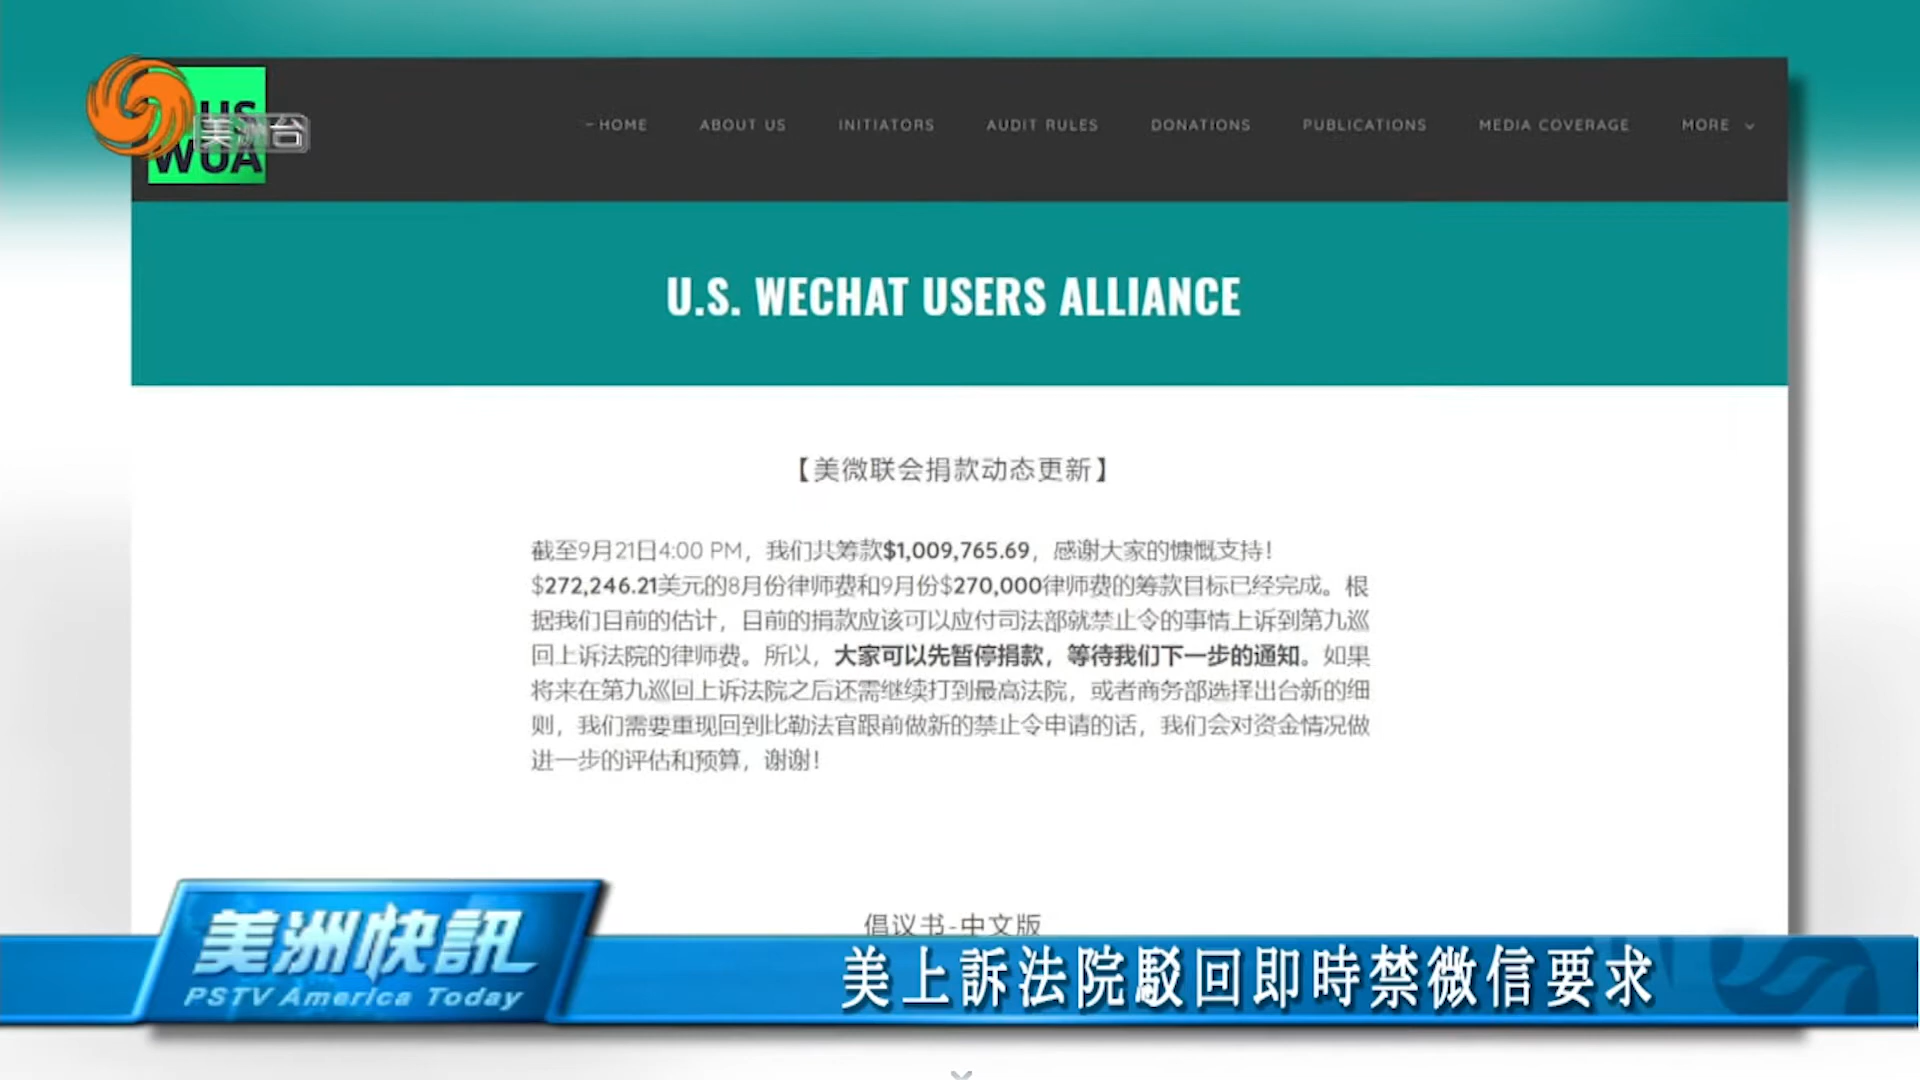 US
WUA
美洲台
HOME ABOUT US INITIATORS AUDIT RULES DONATIONS PUBLICATIONS MEDIA COVERAGE MORE
U.S. WECHAT USERS ALLIANCE
【美微联会捐款动态更新】
截至9月21日4:00 PM，我们共筹款$1,009,765.69，感谢大家的慷慨支持！
$272,246.21美元的8月份律师费和9月份$270,000律师费的筹款目标已经完成。根
据我们目前的估计，目前的捐款应该可以应付司法部就禁止令的事情上诉到第九巡
回上诉法院的律师费。所以，大家可以先暂停捐款，等待我们下一步的通知。如果
将来在第九巡回上诉法院之后还需继续打到最高法院，或者商务部选择出台新的细
则，我们需要重现回到比勒法官跟前做新的禁止令申请的话，我们会对资金情况做
进一步的评估和预算，谢谢！
倡议书-中文版
美洲快訊
PSTV America Today
美上訴法院駁回即時禁微信要求